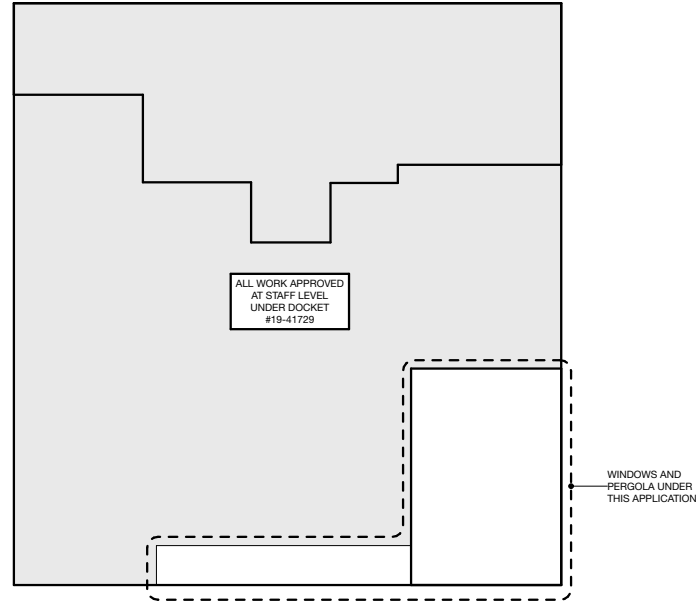 ALL WORK APPROVED
AT STAFF LEVEL
UNDER DOCKET
#19-41729
WINDOWS AND
PERGOLA UNDER
THIS APPLICATION